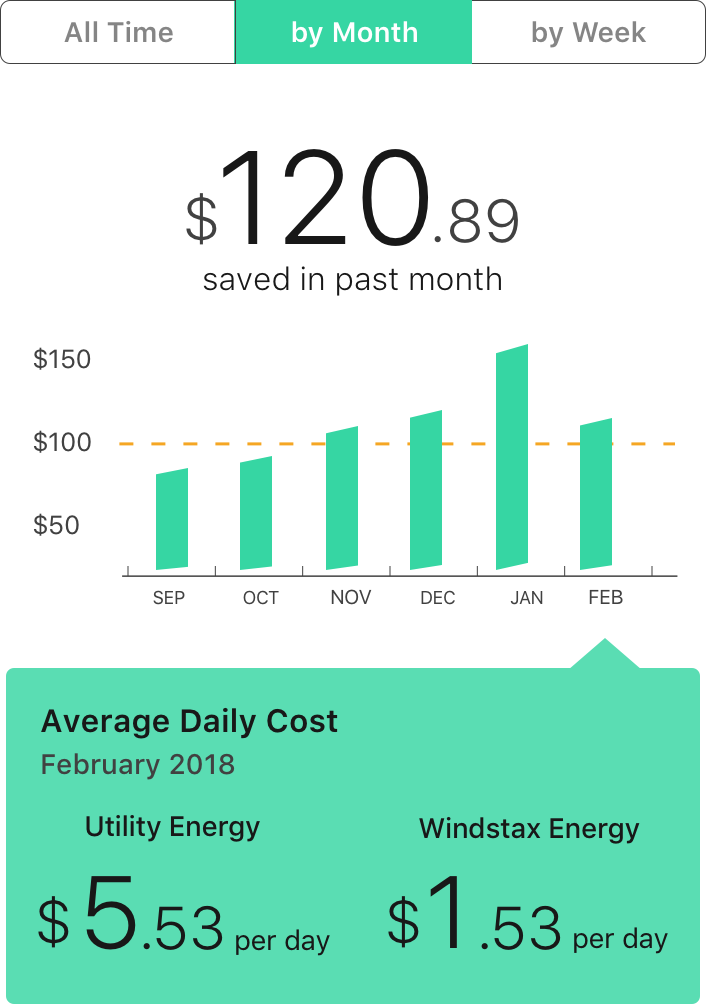 All Time by Month by Week
$120.89
saved in past month
$150
$100
$50
SEP OCT NOV DEC JAN FEB
Average Daily Cost
February 2018
Utility Energy Windstax Energy
$5.53 per day $1.53 per day